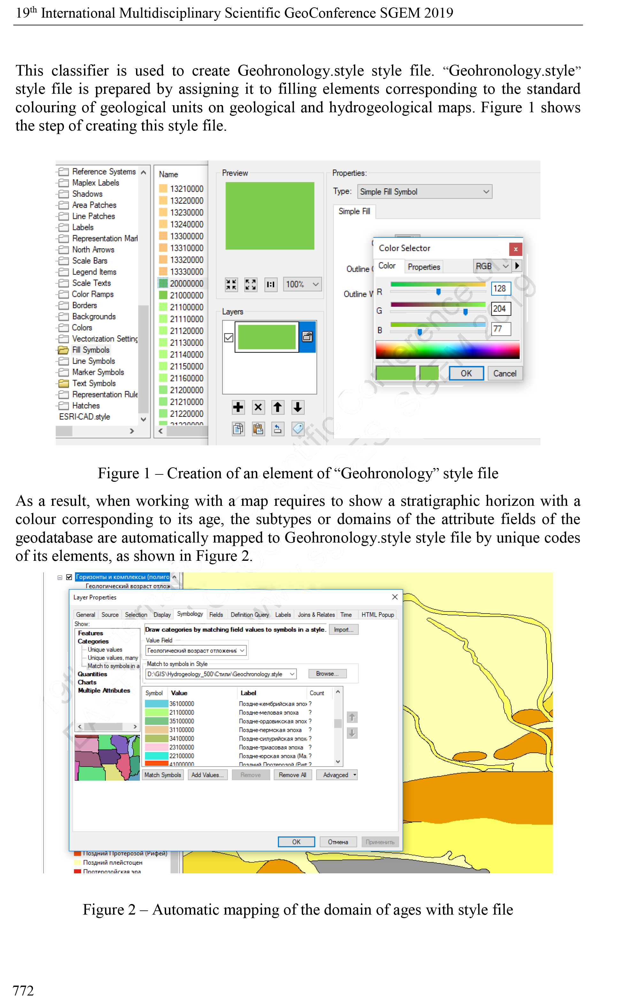 19th International Multidisciplinary Scientific GeoConference SGEM 2019
This classifier is used to create Geohronology.style style file. “Geohronology.style”
style file is prepared by assigning it to filling elements corresponding to the standard
colouring of geological units on geological and hydrogeological maps. Figure 1 shows
the step of creating this style file.
Reference Systems
Maplex Labels
Shadows
Area Patches
Line Patches
Labels
Representation Mar
North Arrows
Scale Bars
Legend Items
Scale Texts
Color Ramps
Borders
Backgrounds
Colors
Vectorization Setting
Fill Symbols
Line Symbols
Marker Symbols
Text Symbols
Representation Rule
Hatches
ESRI-CAD.style
Name
13210000
13220000
13230000
13240000
13300000
13310000
13320000
13330000
20000000
21000000
21100000
21110000
21120000
21130000
21140000
21150000
21160000
21200000
21210000
21220000
Preview
1:1
100%
Layers
Properties:
Type: Simple Fill Symbol
Simple Fill
Outline
Outline
Color Selector
x
Color
Properties
RGB
R 128
G 204
B 77
OK
Cancel
Figure 1 – Creation of an element of “Geohronology” style file
As a result, when working with a map requires to show a stratigraphic horizon with a
colour corresponding to its age, the subtypes or domains of the attribute fields of the
geodatabase are automatically mapped to Geohronology.style style file by unique codes
of its elements, as shown in Figure 2.
Горизонты и комплексы (полиго
Геологический возраст отлож
Layer Properties
General Source Selection Display Symbology Fields Definition Query Labels Joins & Relates Time HTML Popup
Show:
Features
Categories
Unique values
Unique values, many
Match to symbols in a
Quantities
Charts
Multiple Attributes
Draw categories by matching field values to symbols in a style.
Import...
Value Field
Геологический возраст отложений
Match to symbols in Style
D:\GIS\Hydrogeology_500\Стили\Geochronology.style
Browse...
Symbol Value Label Count
36100000 Поздне-кембрийская эпох ?
21100000 Поздне-меловая эпоха ?
35100000 Поздне-ордовикская эпох ?
31100000 Поздне-пермская эпоха ?
34100000 Поздне-силурийская эпох ?
23100000 Поздне-триасовая эпоха ?
22100000 Поздне-юрская эпоха (Ма. ?
41000000 Поздний Протерозой (Риф ?
Match Symbols
Add Values...
Remove
Remove All
Advanced
OK
Отмена
Применить
Поздний Протерозой (Рифей)
Поздний плейстоцен
Протерозойская эра
Figure 2 – Automatic mapping of the domain of ages with style file
772